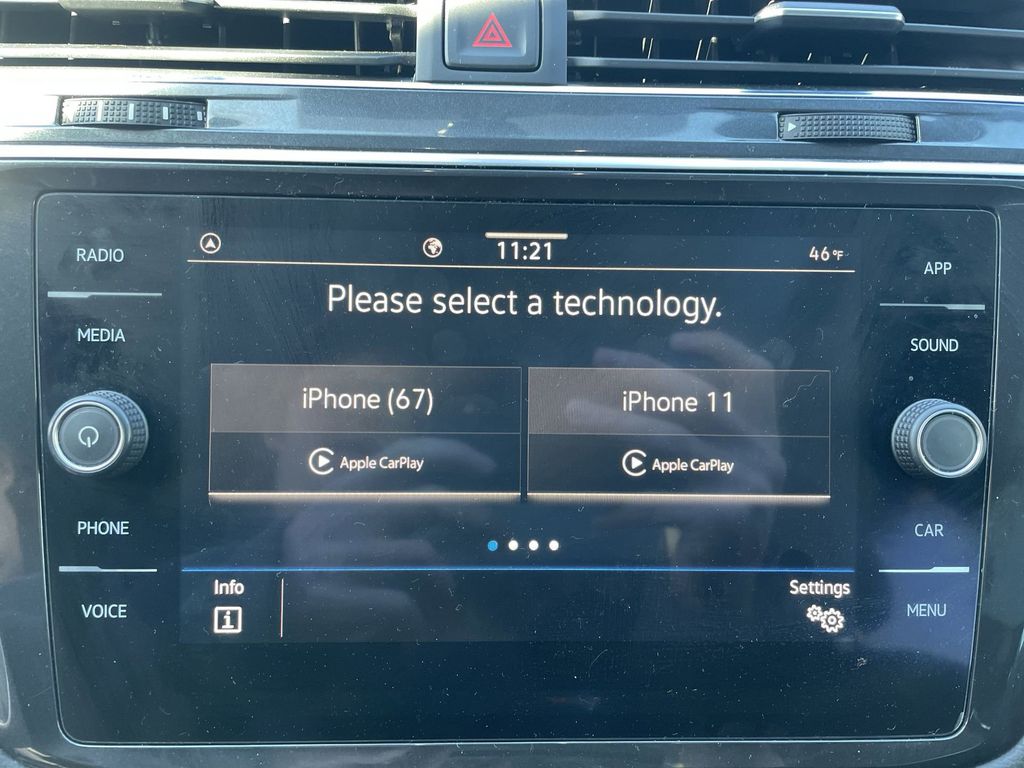 RADIO
MEDIA
PHONE
VOICE
11:21
46°F
Please select a technology.
iPhone (67)
Apple CarPlay
iPhone 11
Apple CarPlay
Info
i
Settings
APP
SOUND
CAR
MENU